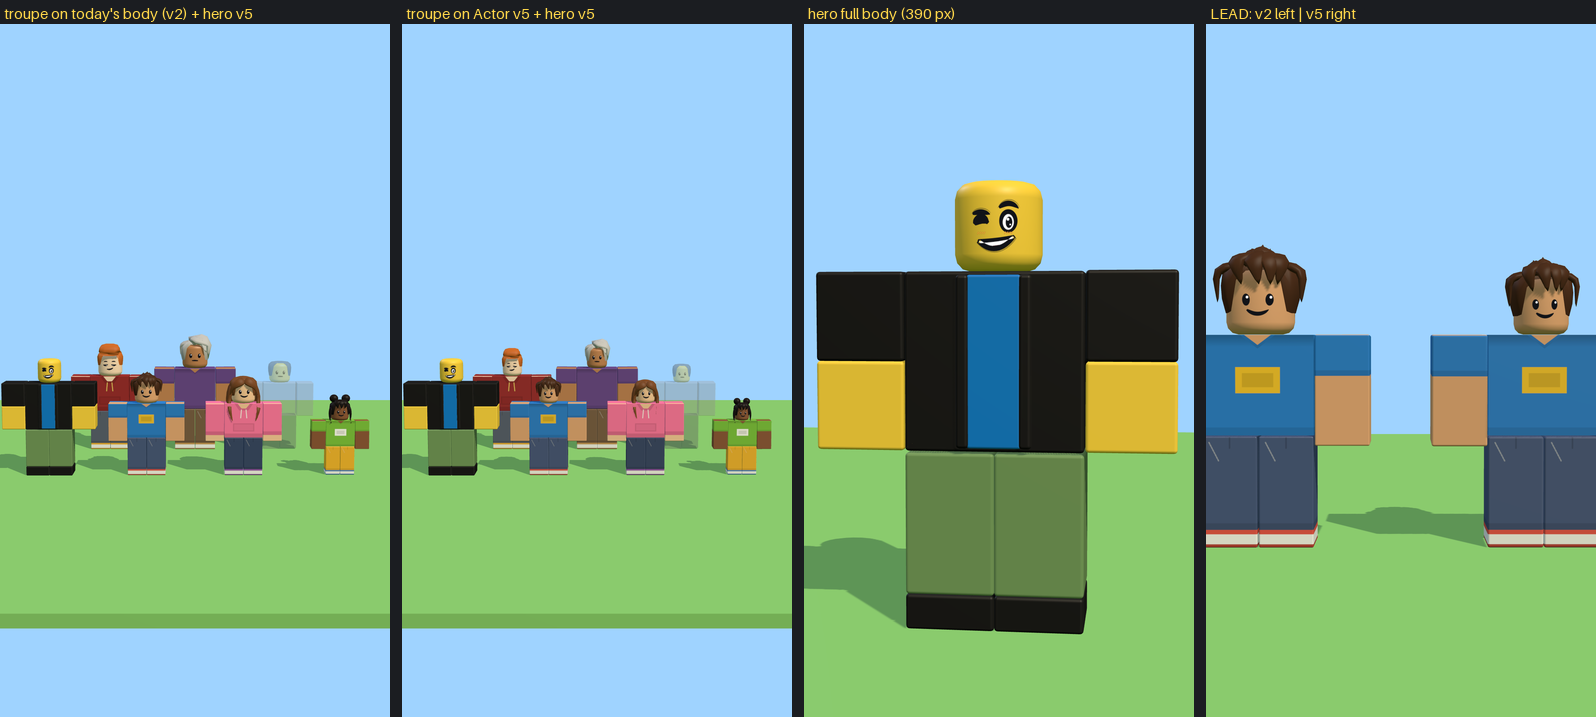 troupe on today's body (v2) + hero v5
troupe on Actor v5 + hero v5
hero full body (390 px)
LEAD: v2 left | v5 right